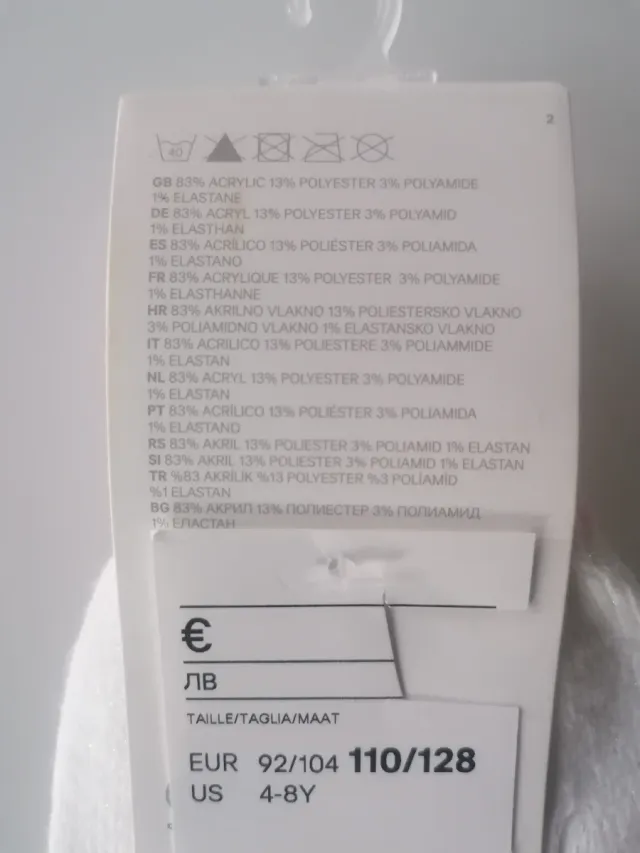 2
40
GB 83% ACRYLIC 13% POLYESTER 3% POLYAMIDE
1% ELASTANE
DE 83% ACRYL 13% POLYESTER 3% POLYAMID
1% ELASTHAN
ES 83% ACRÍLICO 13% POLIÉSTER 3% POLIAMIDA
1% ELASTANO
FR 83% ACRYLIQUE 13% POLYESTER 3% POLYAMIDE
1% ELASTHANNE
HR 83% AKRILNO VLAKNO 13% POLIESTERSKO VLAKNO
3% POLIAMIDNO VLAKNO 1% ELASTANSKO VLAKNO
IT 83% ACRILICO 13% POLIESTERE 3% POLIAMMIDE
1% ELASTAN
NL 83% ACRYL 13% POLYESTER 3% POLYAMIDE
1% ELASTAN
PT 83% ACRÍLICO 13% POLIÉSTER 3% POLIAMIDA
1% ELASTANO
RS 83% AKRIL 13% POLIESTER 3% POLIAMID 1% ELASTAN
SI 83% AKRIL 13% POLIESTER 3% POLIAMID 1% ELASTAN
TR %83 AKRİLİK %13 POLYESTER %3 POLİAMİD
%1 ELASTAN
BG 83% АКРИЛ 13% ПОЛИЕСТЕР 3% ПОЛИАМИД
1% ЕЛАСТАН
€
ЛВ
TAILLE/TAGLIA/MAAT
EUR 92/104 110/128
US 4-8Y